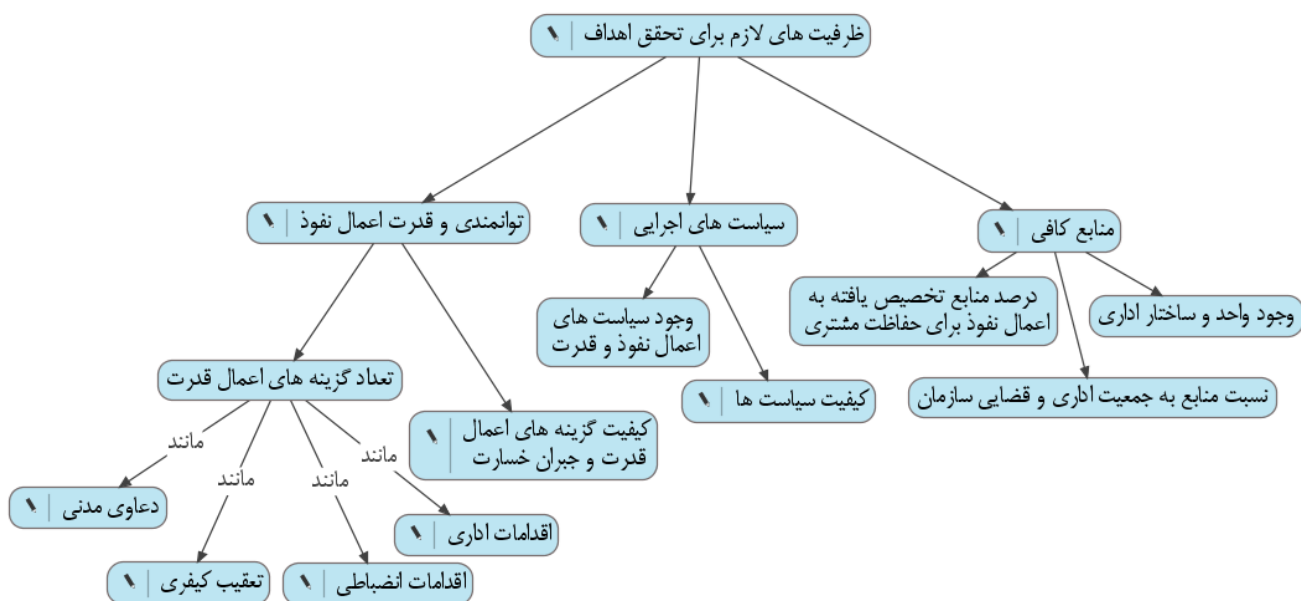 ظرفیت های لازم برای تحقق اهداف
منابع کافی
سیاست های اجرایی
توانمندی و قدرت اعمال نفوذ
وجود واحد و ساختار اداری
درصد منابع تخصیص یافته به
اعمال نفوذ برای حفاظت مشتری
نسبت منابع به جمعیت اداری و قضایی سازمان
وجود سیاست های
اعمال نفوذ و قدرت
کیفیت سیاست ها
تعداد گزینه های اعمال قدرت
کیفیت گزینه های اعمال
قدرت و جبران خسارت
مانند
مانند
مانند
مانند
اقدامات اداری
اقدامات انضباطی
تعقیب کیفری
دعاوی مدنی